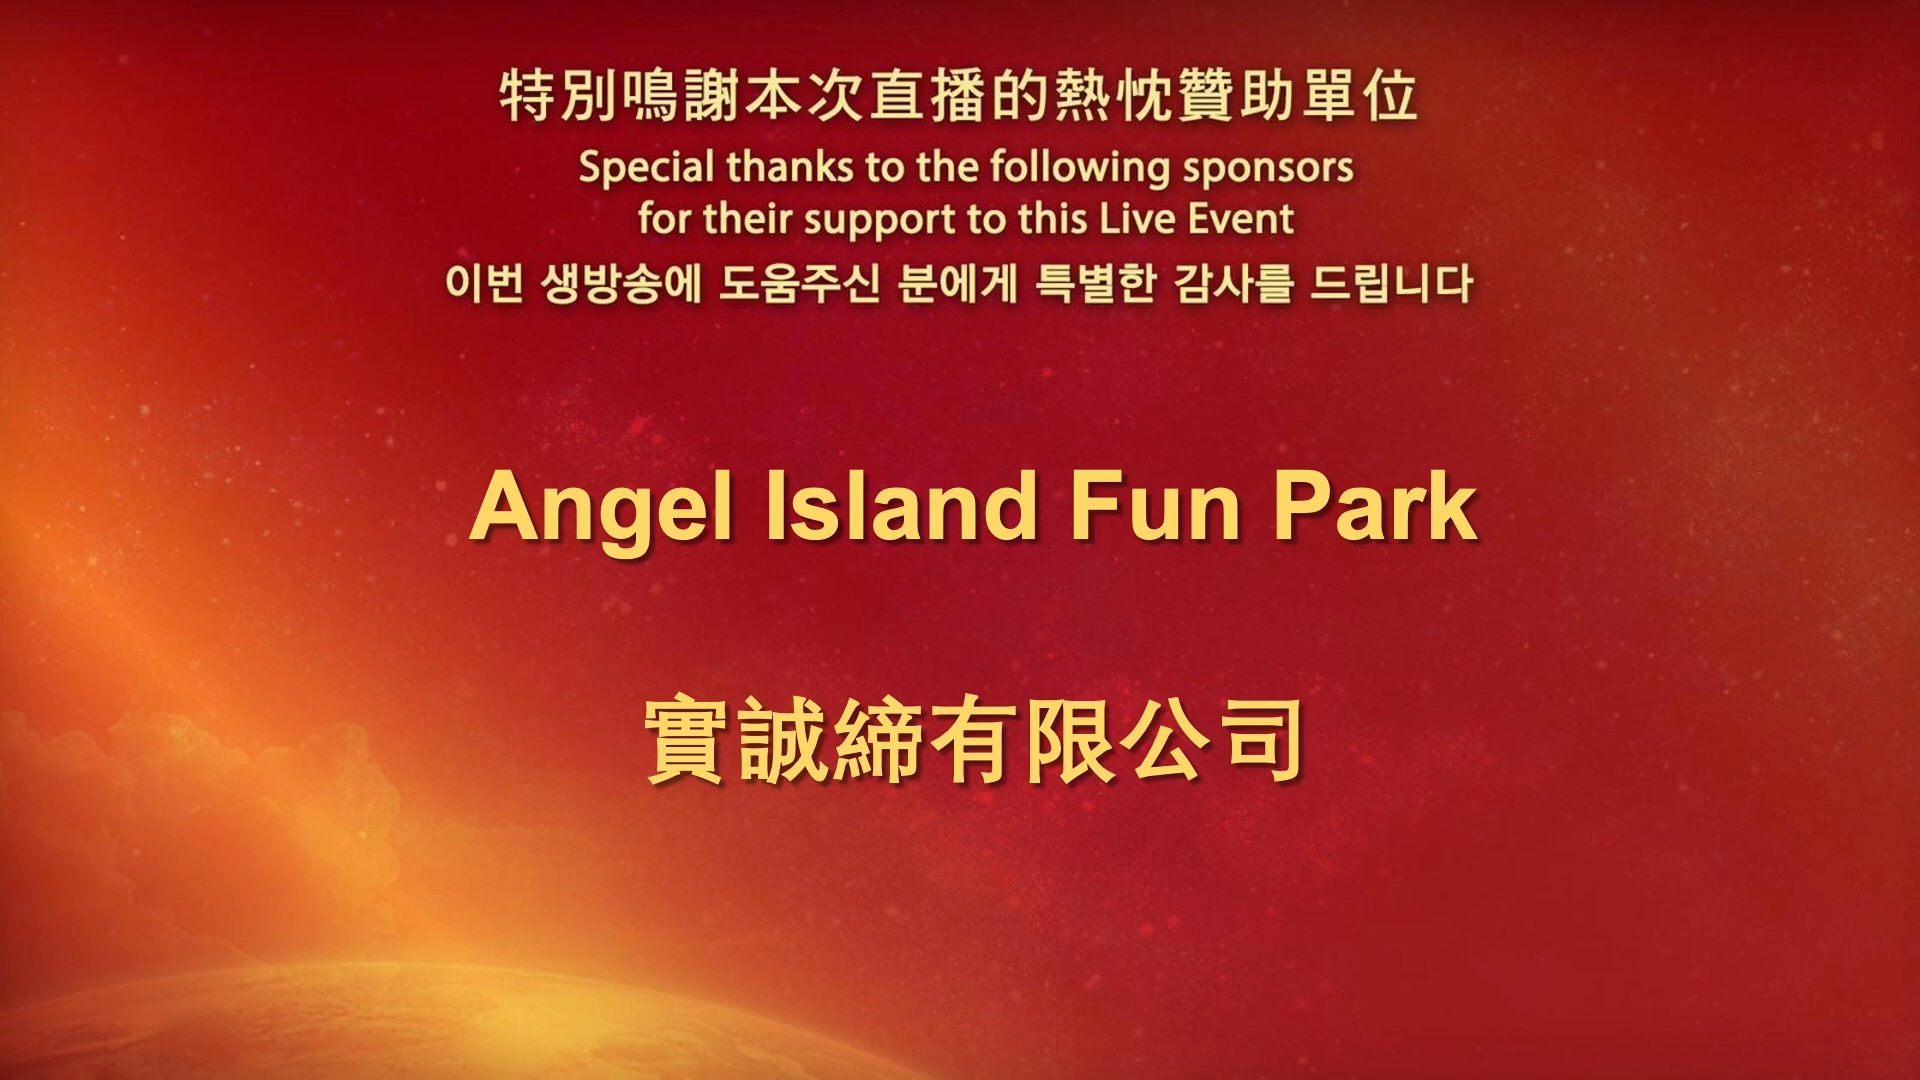 特別鳴謝本次直播的熱忱贊助單位
Special thanks to the following sponsors
for their support to this Live Event
이번 생방송에 도움주신 분에게 특별한 감사를 드립니다
Angel Island Fun Park
實誠締有限公司